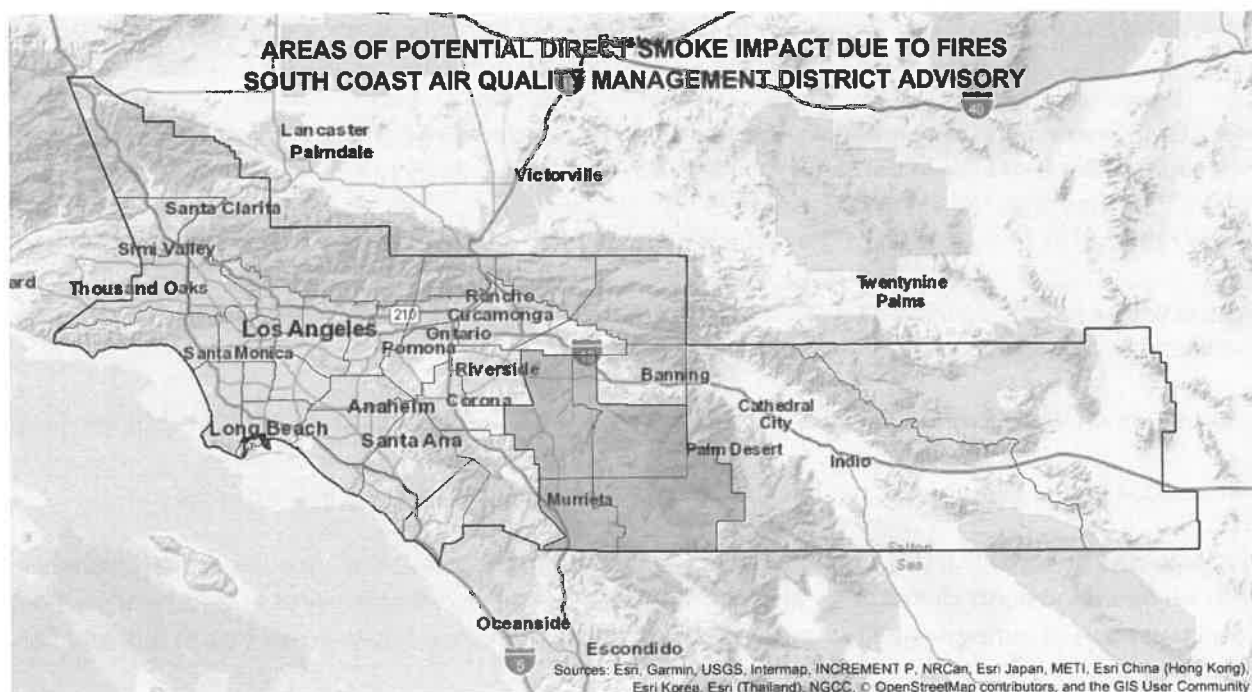 AREAS OF POTENTIAL DIRECT SMOKE IMPACT DUE TO FIRES
SOUTH COAST AIR QUALITY MANAGEMENT DISTRICT ADVISORY
40
Lancaster
Palmdale
Victorville
Santa Clarita
Simi Valley
ard
Thousand Oaks
Twentynine
Palms
Rancho
Cucamonga
210
Los Angeles
Ontario
Pomona
Santa Monica
Riverside
Banning
Anaheim
Corona
Cathedral
City
Long Beach
Santa Ana
Palm Desert
Indio
Murrieta
Salton
Sea
Oceanside
Escondido
5
Sources: Esri, Garmin, USGS, Intermap, INCREMENT P, NRCan, Esri Japan, METI, Esri China (Hong Kong),
Esri Korea, Esri (Thailand), NGCC, © OpenStreetMap contributors, and the GIS User Community